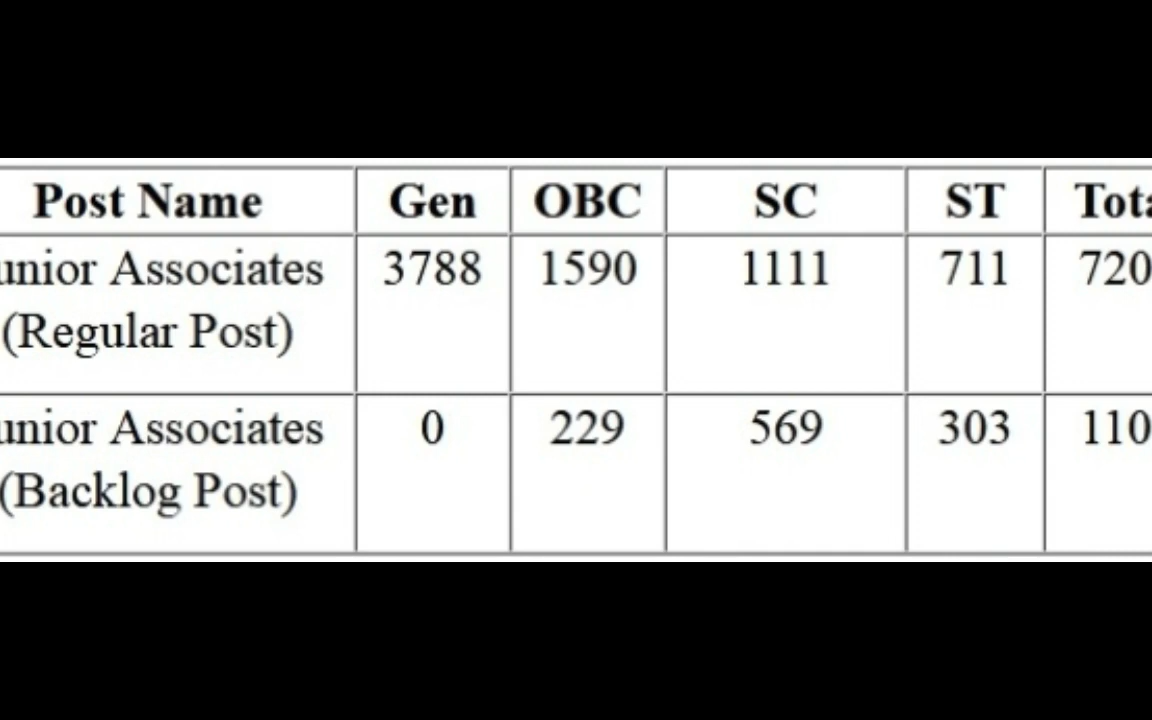 Post Name Gen OBC SC ST Tota
unior Associates 3788 1590 1111 711 720
(Regular Post)
unior Associates 0 229 569 303 110
(Backlog Post)